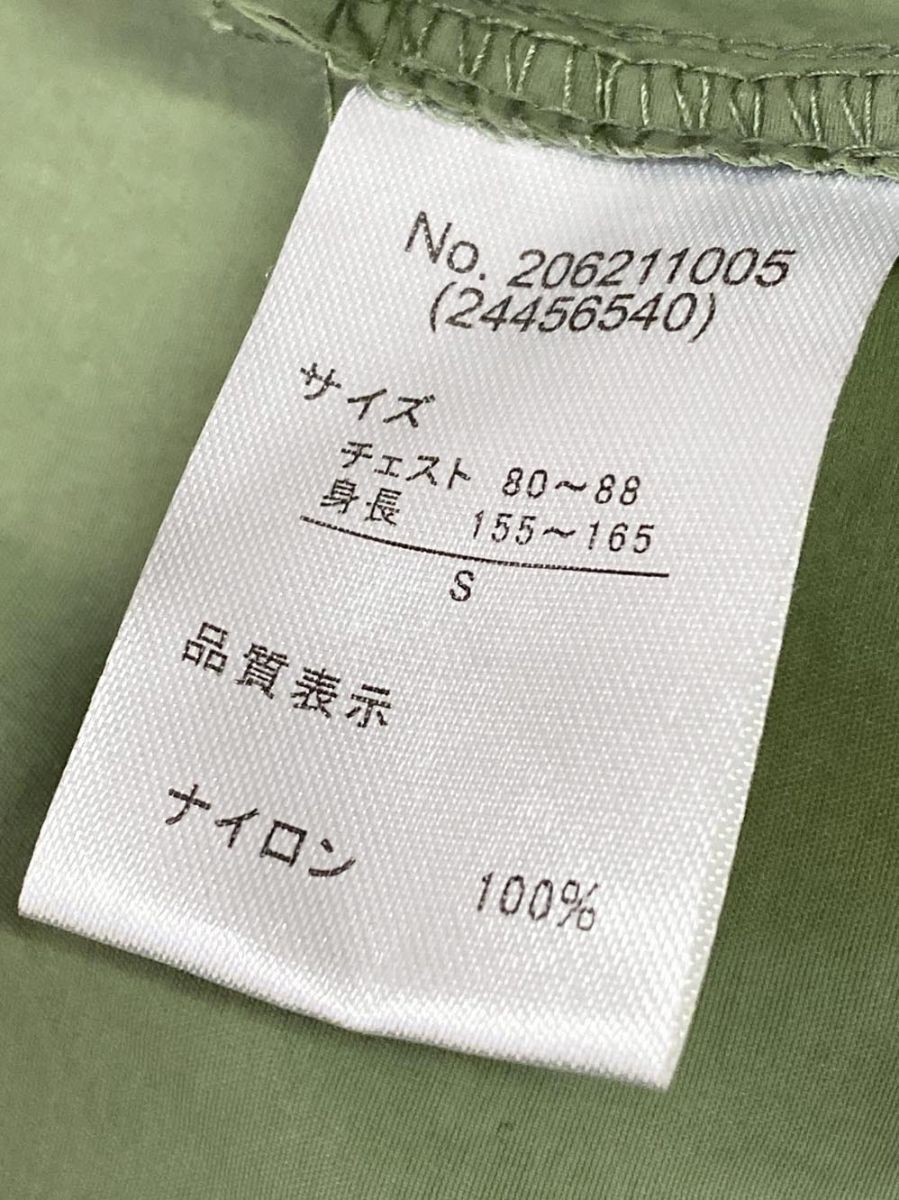 No. 206211005
(24456540)
サイズ
チェスト 80～88
身長 155～165
S
品質表示
ナイロン 100%